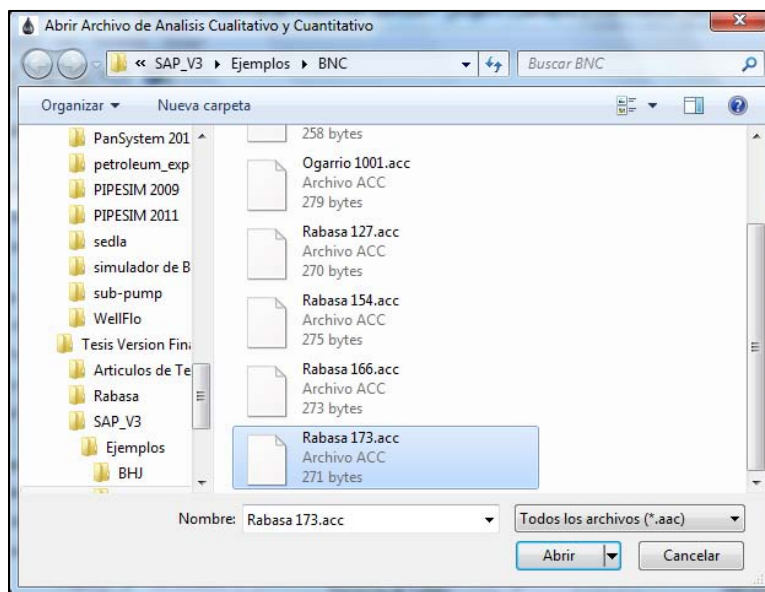 Abrir Archivo de Analisis Cualitativo y Cuantitativo
« SAP_V3 ▸ Ejemplos ▸ BNC
Buscar BNC
Organizar
Nueva carpeta
PanSystem 201
petroleum_exp
PIPESIM 2009
PIPESIM 2011
sedla
simulador de B
sub-pump
WellFlo
Tesis Version Fin
Articulos de Te
Rabasa
SAP_V3
Ejemplos
BHJ
258 bytes
Ogarrio 1001.acc
Archivo ACC
279 bytes
Rabasa 127.acc
Archivo ACC
270 bytes
Rabasa 154.acc
Archivo ACC
275 bytes
Rabasa 166.acc
Archivo ACC
273 bytes
Rabasa 173.acc
Archivo ACC
271 bytes
Nombre: Rabasa 173.acc
Todos los archivos (*.aac)
Abrir
Cancelar